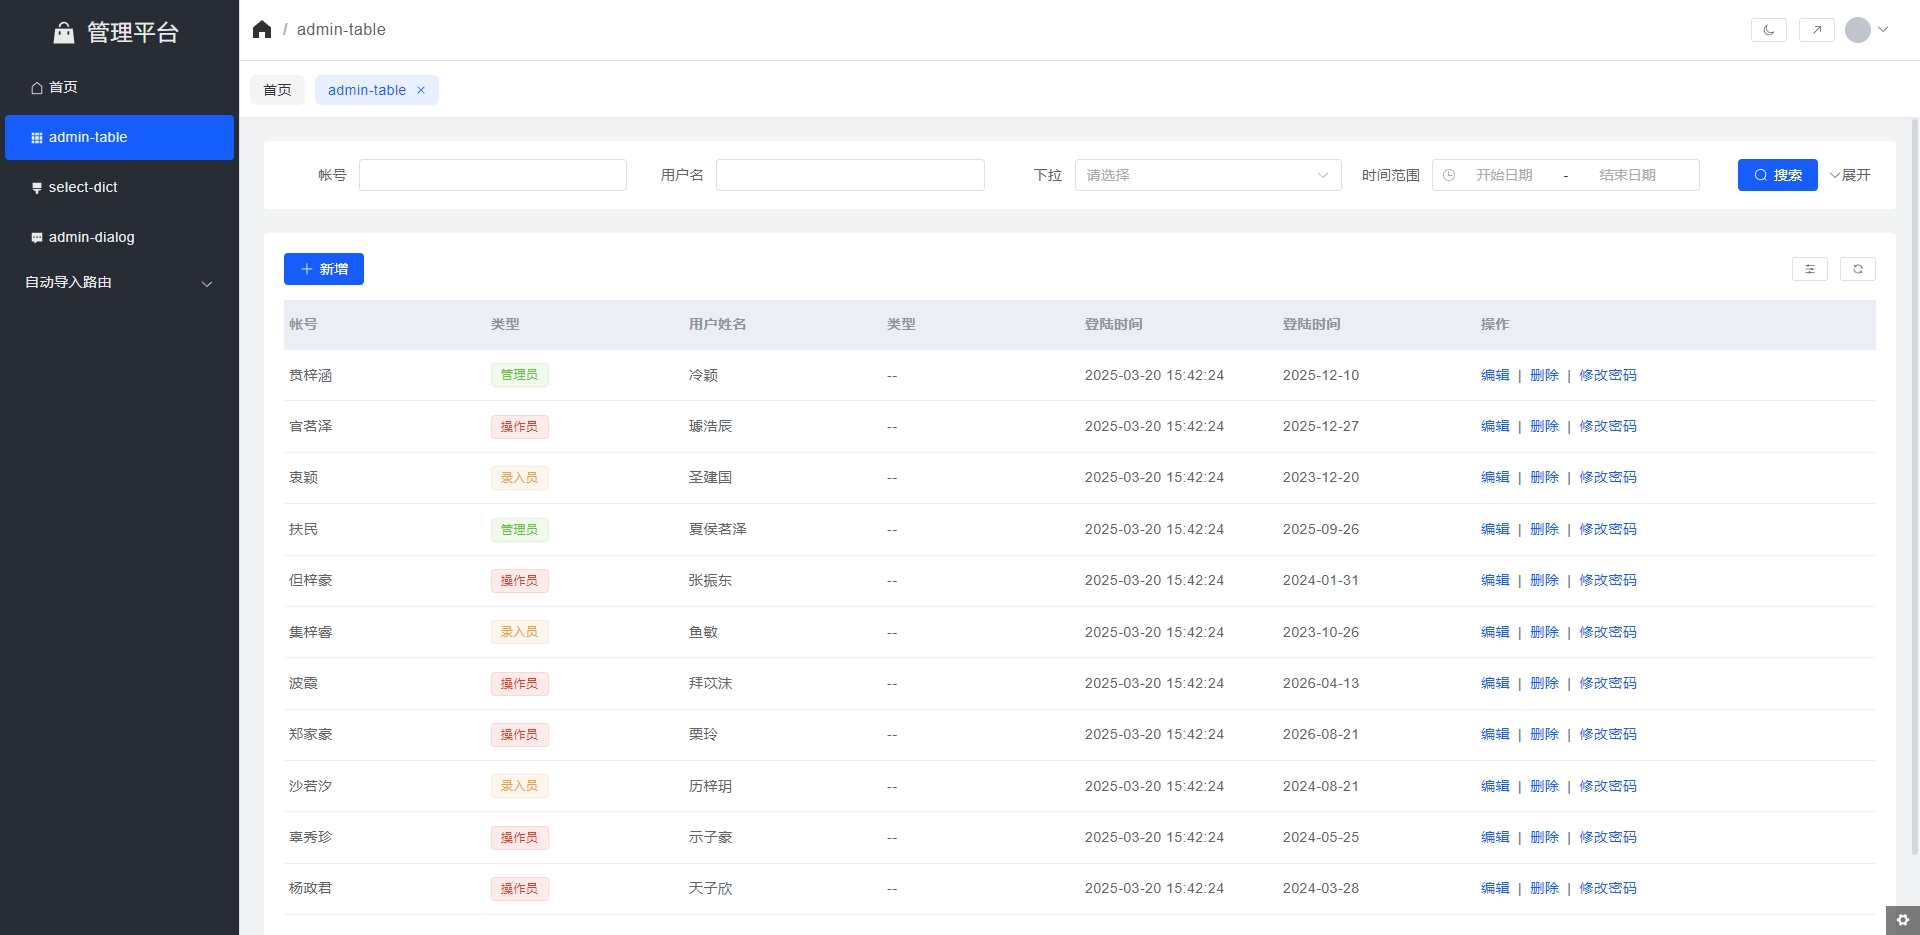 管理平台
首页
admin-table
select-dict
admin-dialog
自动导入路由
/ admin-table
首页
admin-table ×
帐号
用户名
下拉 请选择
时间范围 开始日期 - 结束日期
搜索
展开
新增
帐号 类型 用户姓名 类型 登陆时间 登陆时间 操作
贲梓涵 管理员 冷颖 -- 2025-03-20 15:42:24 2025-12-10 编辑 | 删除 | 修改密码
官茗泽 操作员 璩浩辰 -- 2025-03-20 15:42:24 2025-12-27 编辑 | 删除 | 修改密码
衷颖 录入员 圣建国 -- 2025-03-20 15:42:24 2023-12-20 编辑 | 删除 | 修改密码
扶民 管理员 夏侯茗泽 -- 2025-03-20 15:42:24 2025-09-26 编辑 | 删除 | 修改密码
但梓豪 操作员 张振东 -- 2025-03-20 15:42:24 2024-01-31 编辑 | 删除 | 修改密码
集梓睿 录入员 鱼敏 -- 2025-03-20 15:42:24 2023-10-26 编辑 | 删除 | 修改密码
波霞 操作员 拜苡沫 -- 2025-03-20 15:42:24 2026-04-13 编辑 | 删除 | 修改密码
郑家豪 操作员 栗玲 -- 2025-03-20 15:42:24 2026-08-21 编辑 | 删除 | 修改密码
沙若汐 录入员 历梓玥 -- 2025-03-20 15:42:24 2024-08-21 编辑 | 删除 | 修改密码
辜秀珍 操作员 示子豪 -- 2025-03-20 15:42:24 2024-05-25 编辑 | 删除 | 修改密码
杨政君 操作员 天子欣 -- 2025-03-20 15:42:24 2024-03-28 编辑 | 删除 | 修改密码